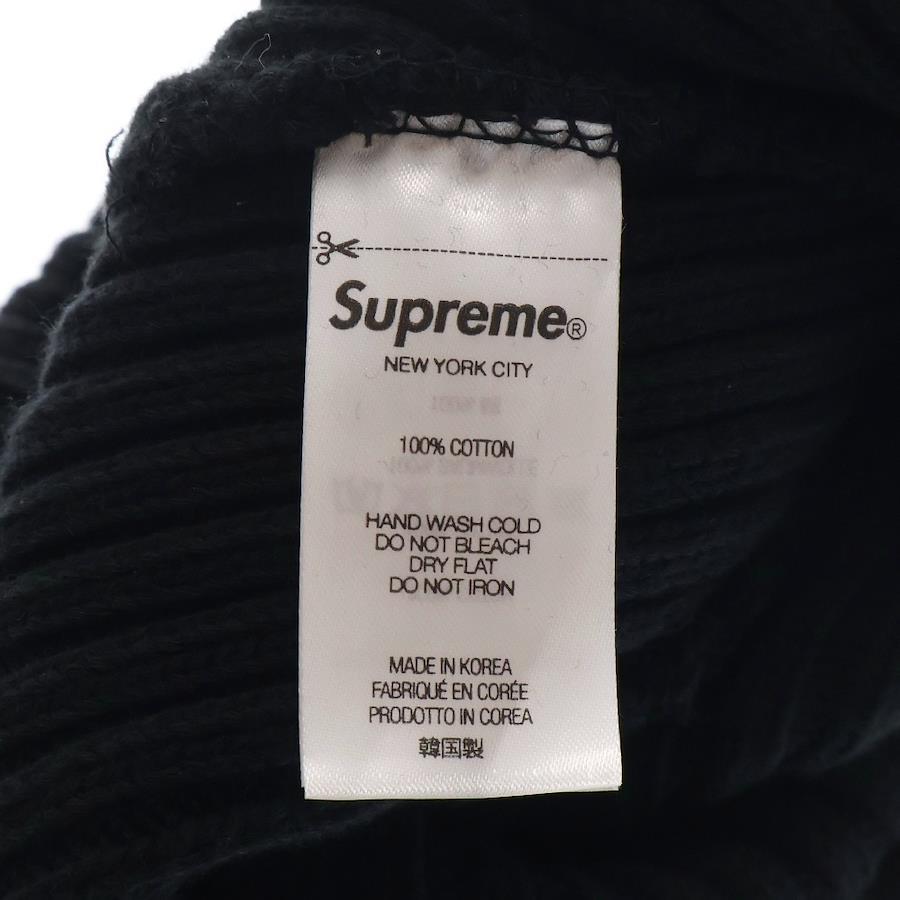 Supreme®
NEW YORK CITY
100% COTTON
HAND WASH COLD
DO NOT BLEACH
DRY FLAT
DO NOT IRON
MADE IN KOREA
FABRIQUÉ EN CORÉE
PRODOTTO IN COREA
韓国製